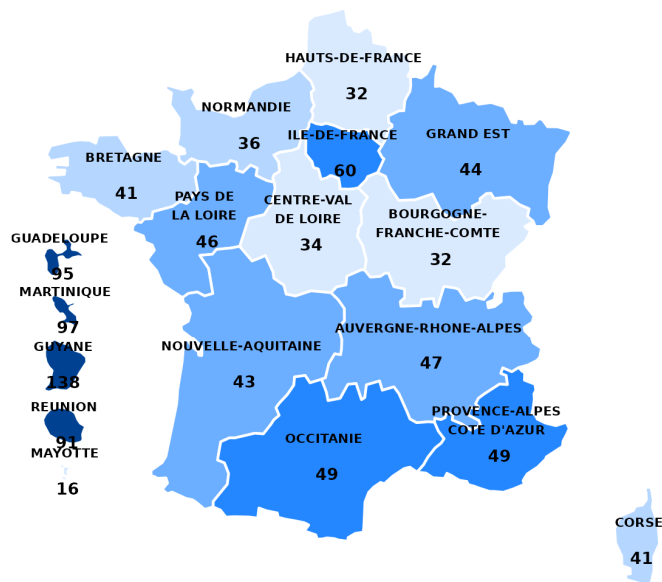 HAUTS-DE-FRANCE
32
NORMANDIE
36
ILE-DE-FRANCE
60
GRAND EST
44
BRETAGNE
41
PAYS DE
LA LOIRE
46
CENTRE-VAL
DE LOIRE
34
BOURGOGNE-
FRANCHE-COMTE
32
GUADELOUPE
95
MARTINIQUE
97
GUYANE
138
REUNION
91
MAYOTTE
16
NOUVELLE-AQUITAINE
43
AUVERGNE-RHONE-ALPES
47
OCCITANIE
49
PROVENCE-ALPES
COTE D'AZUR
49
CORSE
41